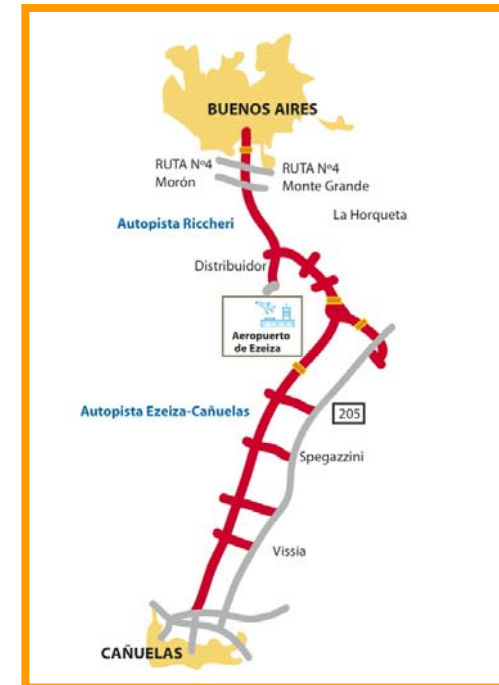 BUENOS AIRES
RUTA Nº4
Morón
RUTA Nº4
Monte Grande
La Horqueta
Autopista Riccheri
Distribuidor
Aeropuerto
de Ezeiza
Autopista Ezeiza-Cañuelas
205
Spegazzini
Vissia
CAÑUELAS